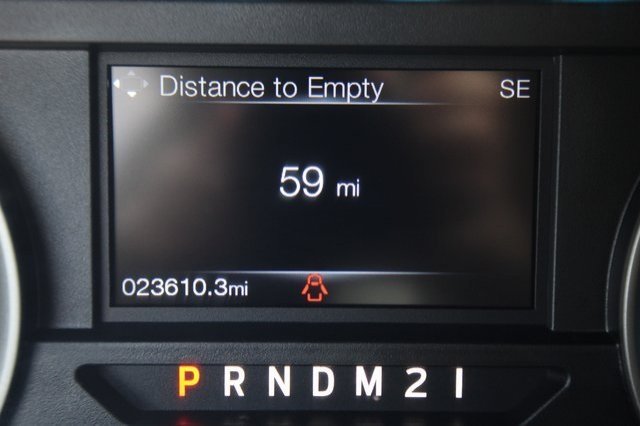 Distance to Empty SE
59 mi
023610.3mi
P R N D M 2 1